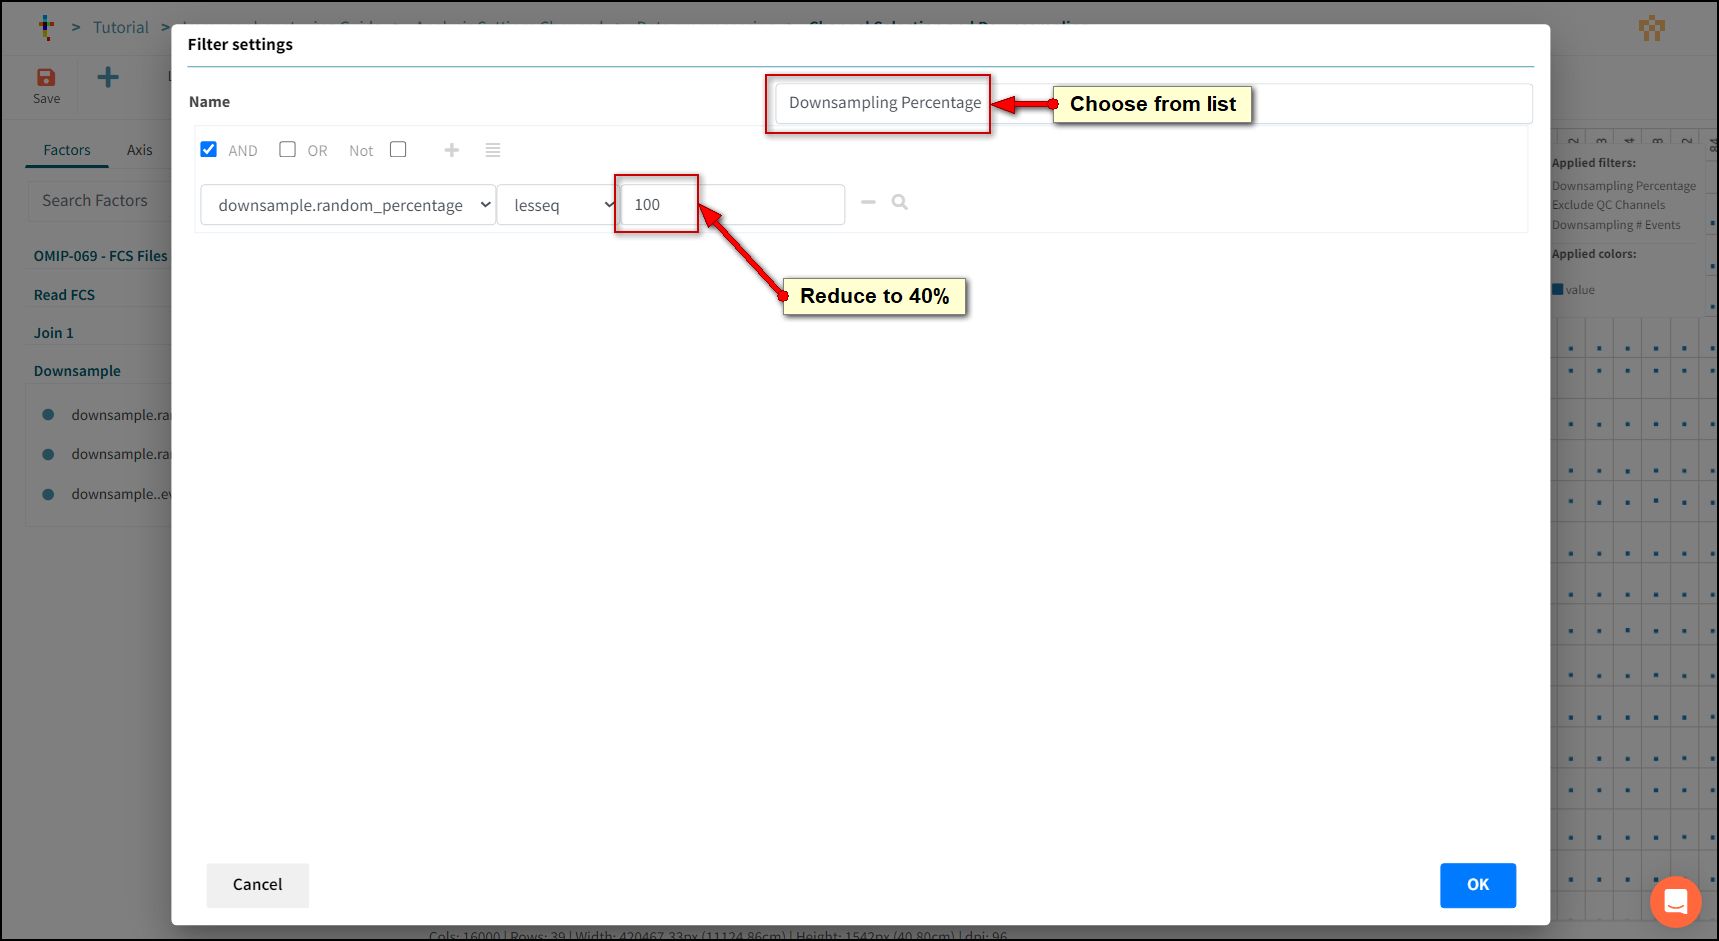 > Tutorial >
Save
Filter settings
Name
Downsampling Percentage
Choose from list
AND
OR
Not
downsample.random_percentage
lesseq
100
Reduce to 40%
Factors
Axis
Search Factors
OMIP-069 - FCS Files
Read FCS
Join 1
Downsample
downsample.ra
downsample.ra
downsample..e
Applied filters:
Downsampling Percentage
Exclude QC Channels
Downsampling # Events
Applied colors:
value
Cancel
OK
Cols: 16000 | Rows: 39 | Width: 420467.33px (11124.86cm) | Height: 1542px (40.80cm) | dpi: 96